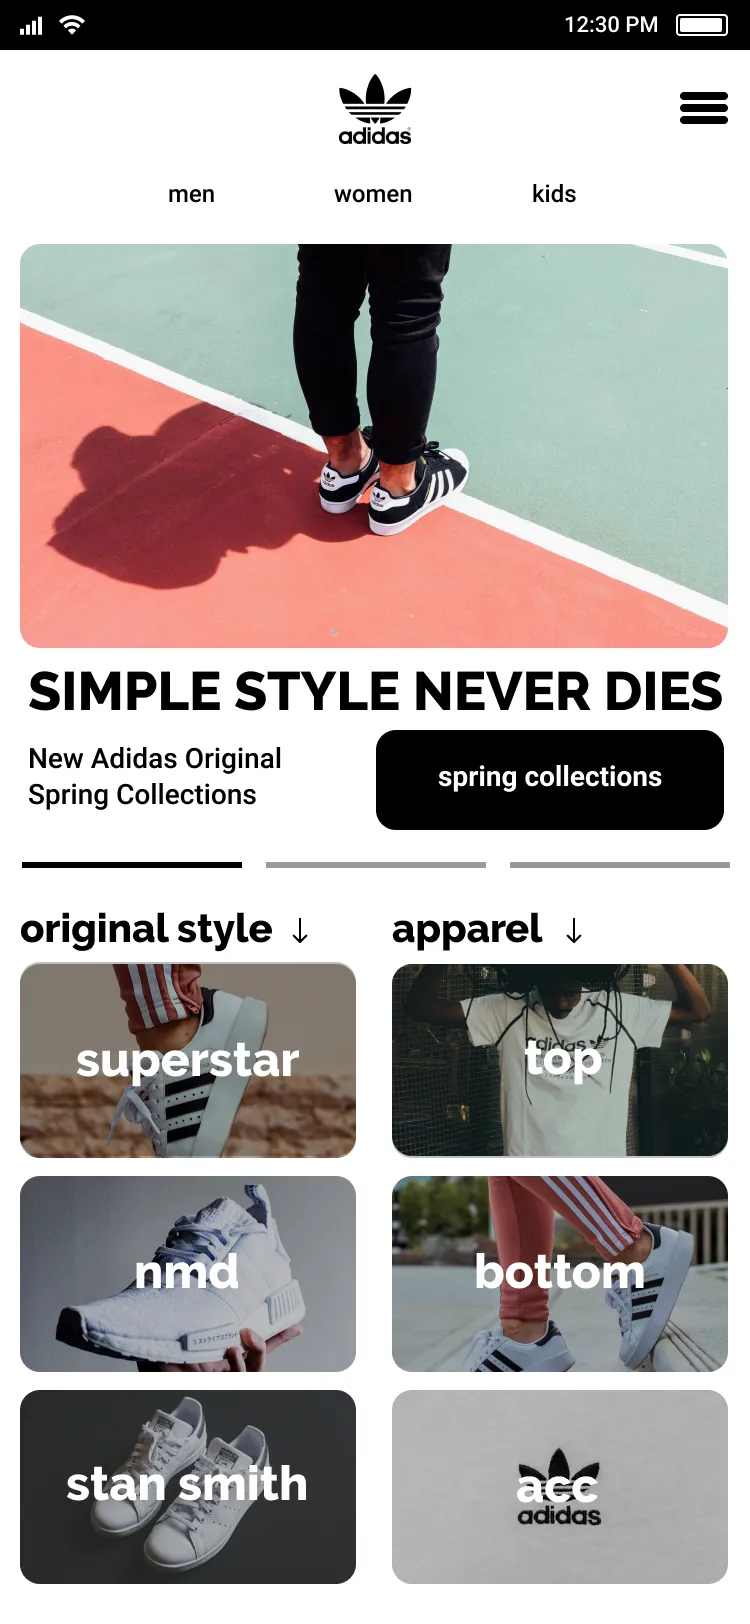 12:30 PM
adidas
men
women
kids
SIMPLE STYLE NEVER DIES
New Adidas Original
Spring Collections
spring collections
original style ↓
apparel ↓
superstar
adidas
top
nmd
bottom
stan smith
acc
adidas